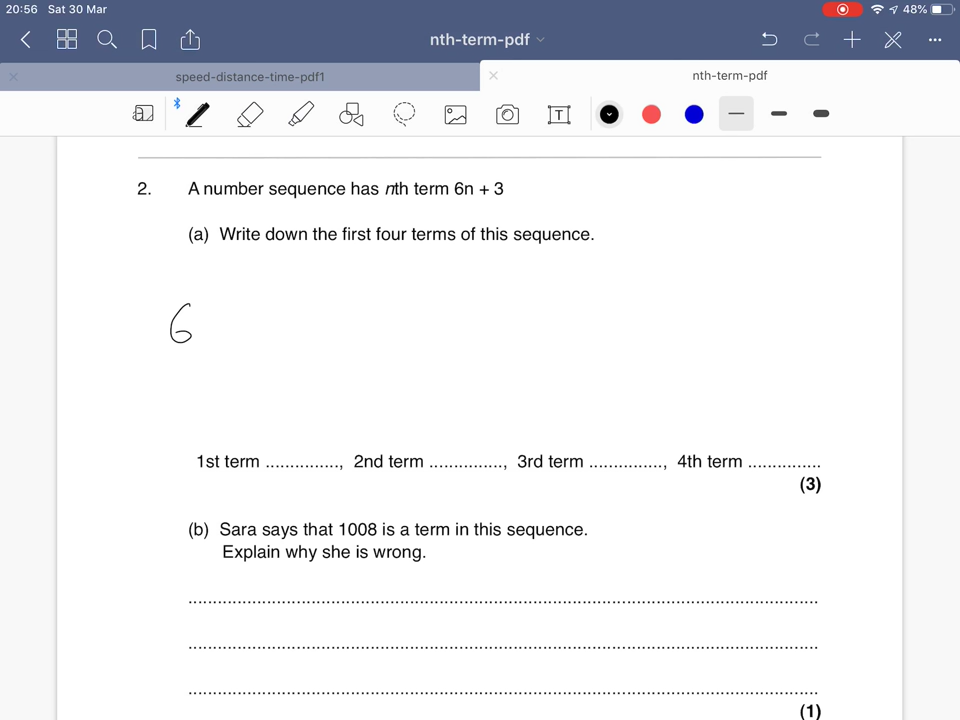 20:56 Sat 30 Mar 48%
nth-term-pdf
speed-distance-time-pdf1 nth-term-pdf
T
2. A number sequence has nth term 6n + 3
(a) Write down the first four terms of this sequence.
6
1st term ..............., 2nd term ..............., 3rd term ..............., 4th term ...............
(3)
(b) Sara says that 1008 is a term in this sequence.
Explain why she is wrong.
(1)